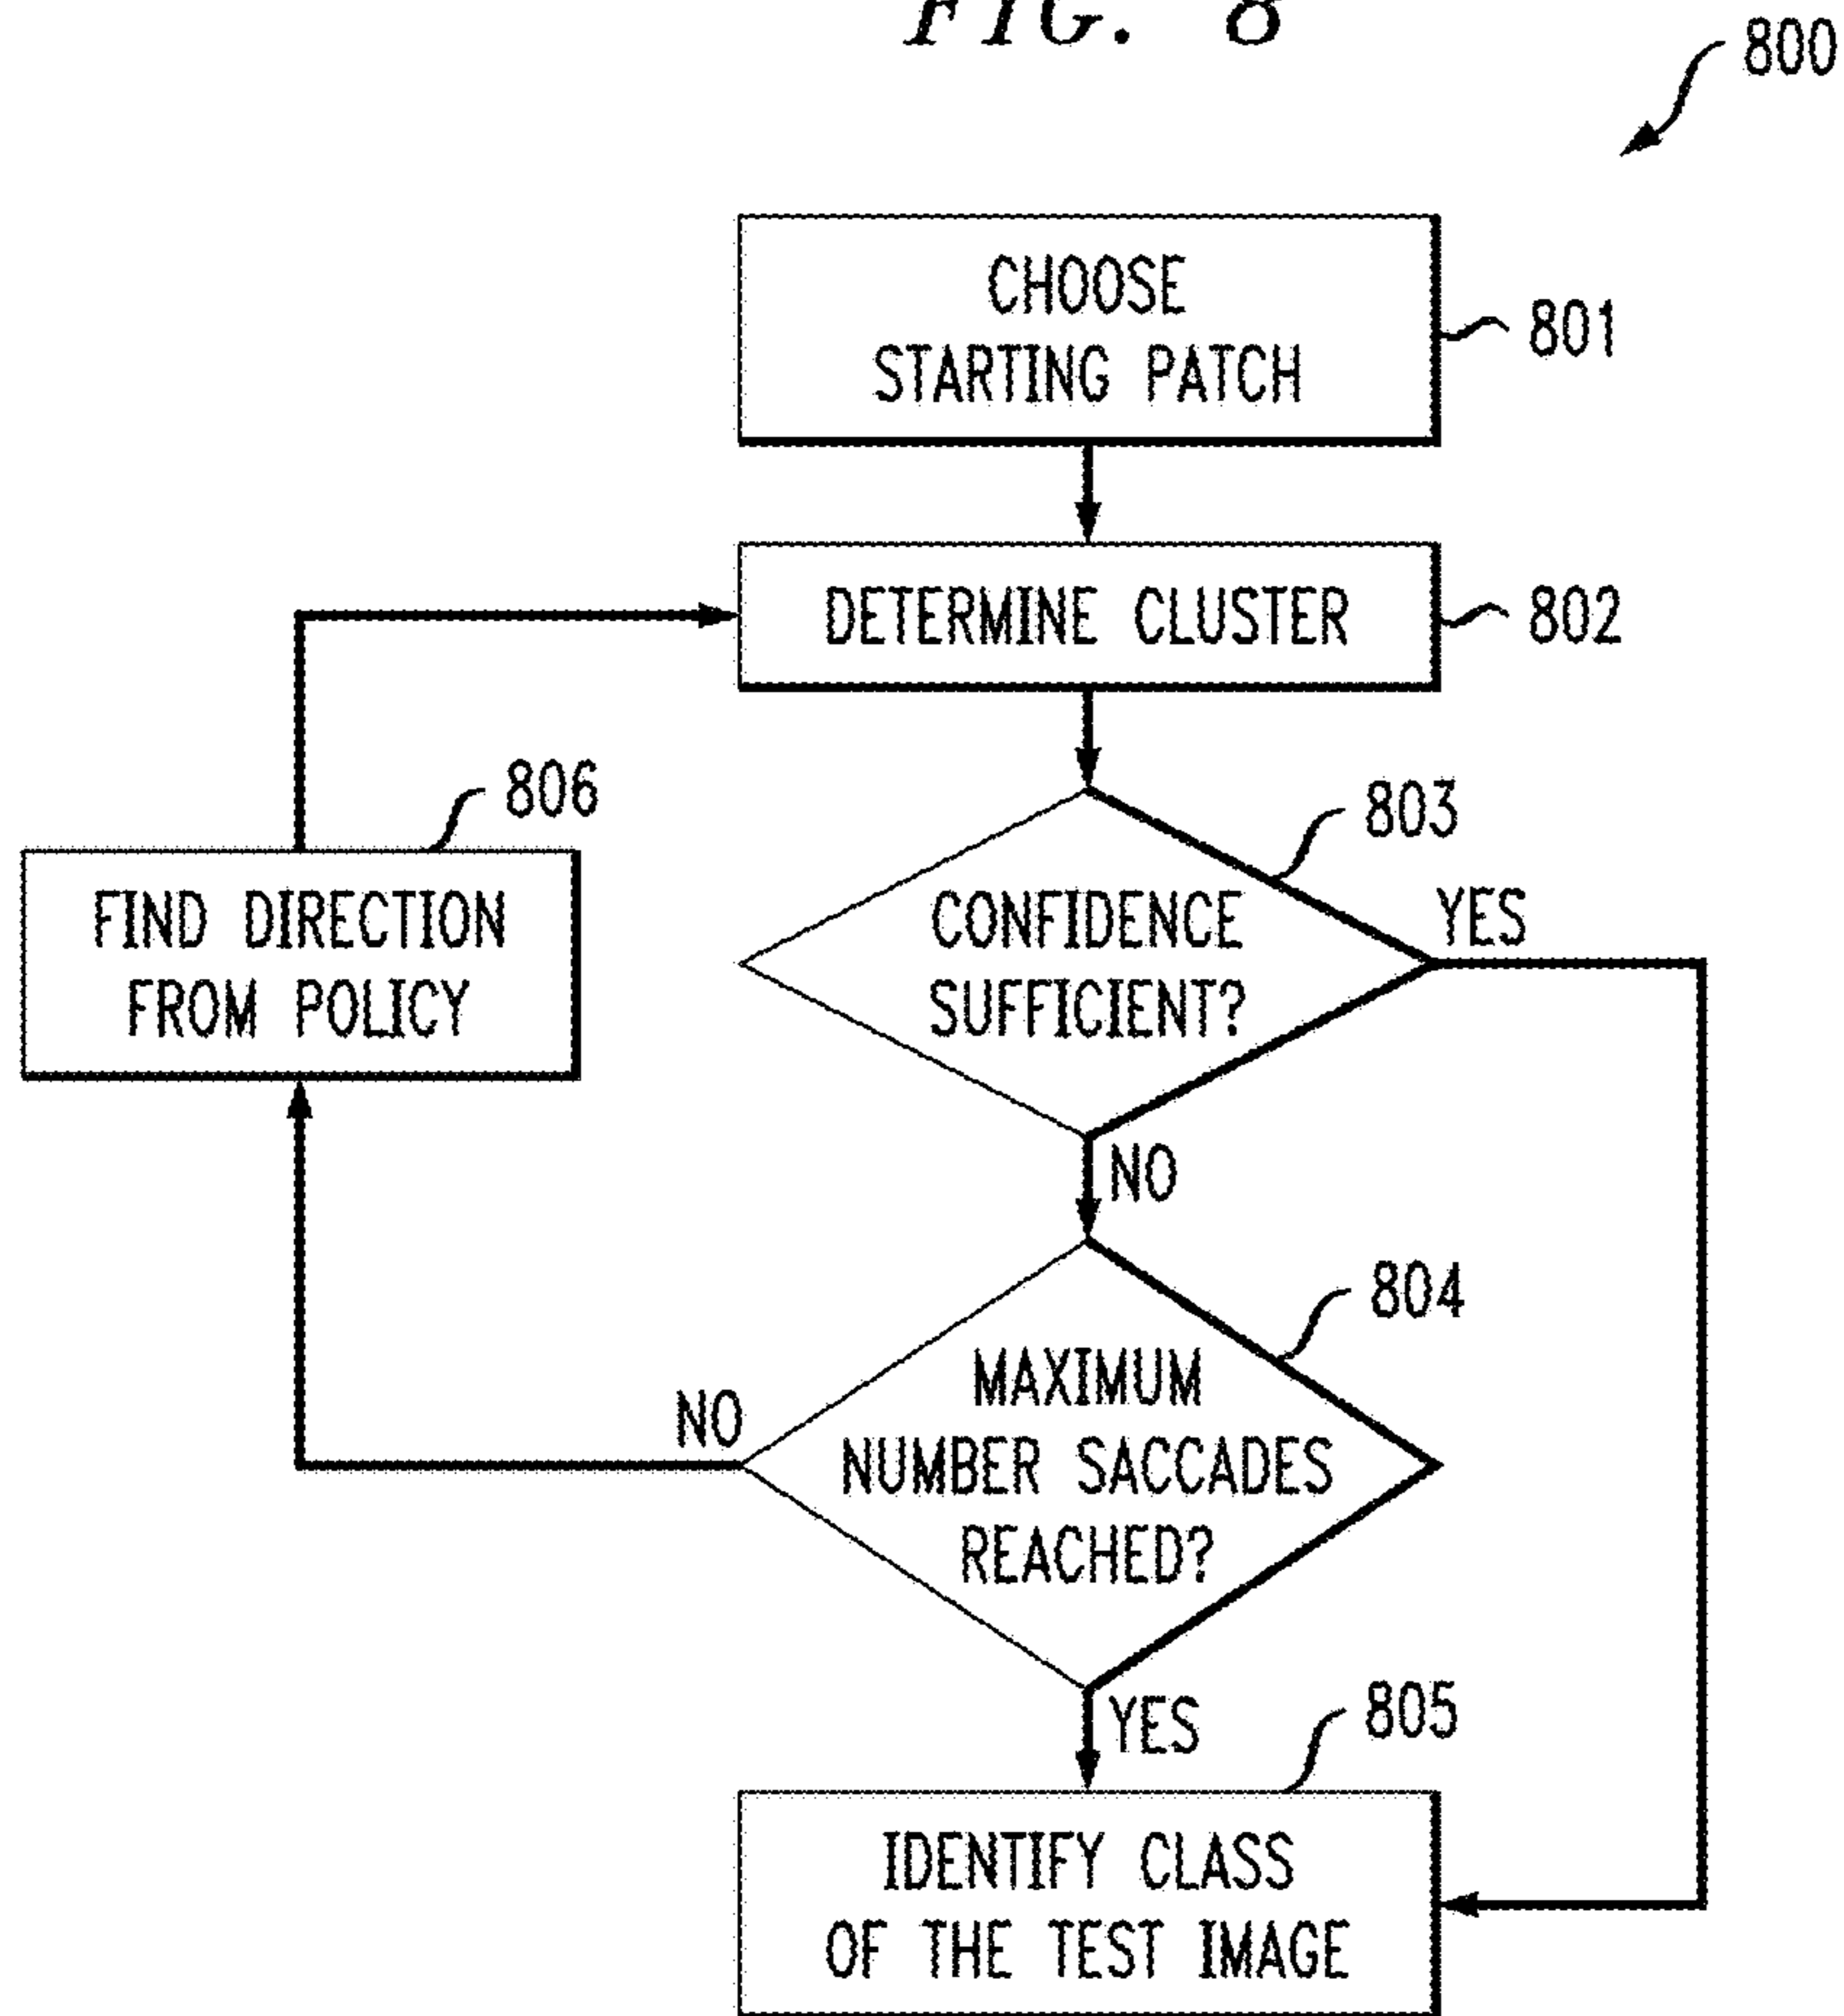 FIG. 8
800
CHOOSE
STARTING PATCH
801
DETERMINE CLUSTER
802
806
FIND DIRECTION
FROM POLICY
803
CONFIDENCE
SUFFICIENT?
YES
NO
804
MAXIMUM
NUMBER SACCADES
REACHED?
NO
YES
805
IDENTIFY CLASS
OF THE TEST IMAGE